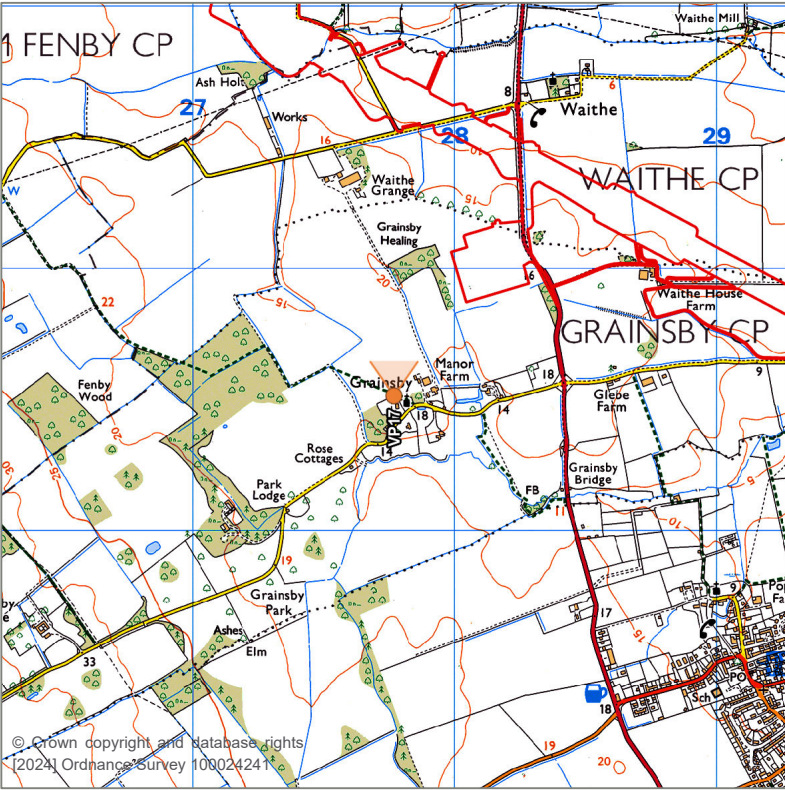 Waithe Mill
M FENBY CP
Ash Holt
6
8
27
Works
Waithe
28
29
16
10
W
Waithe
Grange
WAITHE CP
15
Grainsby
Healing
20
16
Waithe House
Farm
15
22
GRAINSBY CP
Manor
Farm
18
9
Grainsby
Fenby
Wood
Glebe
Farm
14
18
VP17
14
20
Rose
Cottages
30
25
Grainsby
Bridge
5
Park
Lodge
FB
11
10
19
Grainsby
Park
9
17
15
Ashes
Elm
33
PO
Sch
18
© Crown copyright and database rights
[2024] Ordnance Survey 100024241
19
20